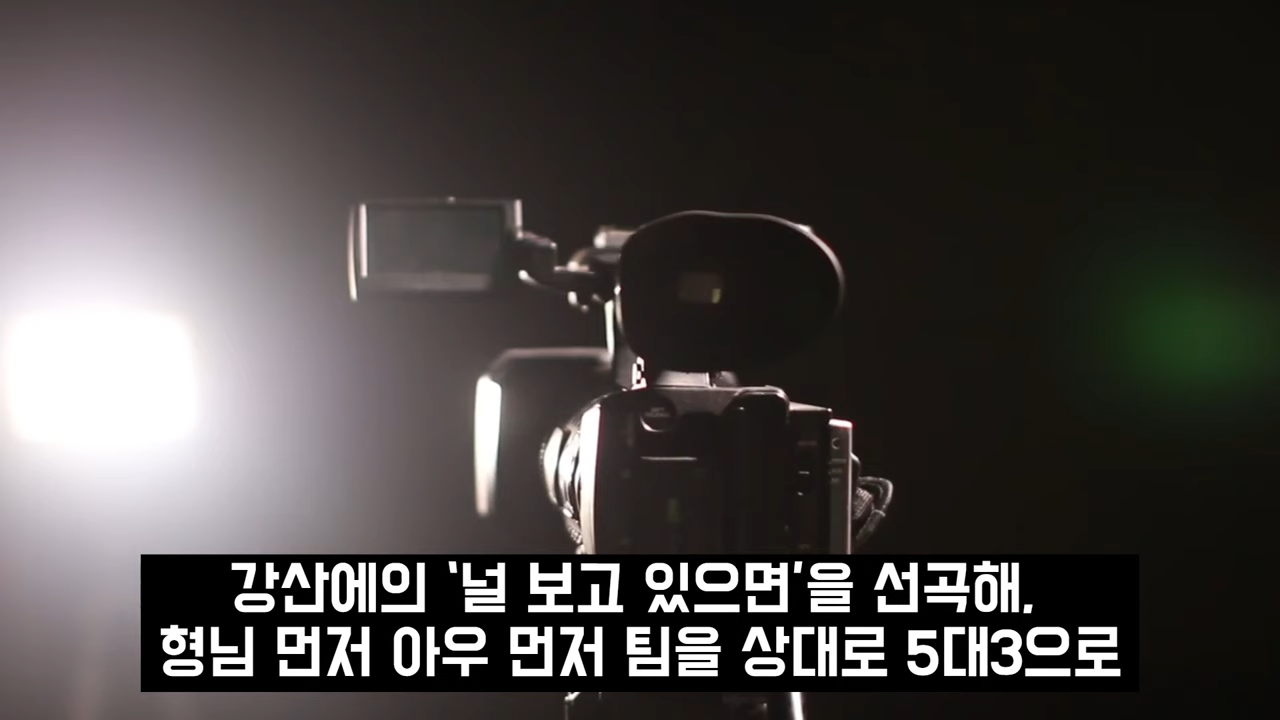 강산에의 ‘널 보고 있으면’을 선곡해,
형님 먼저 아우 먼저 팀을 상대로 5대3으로